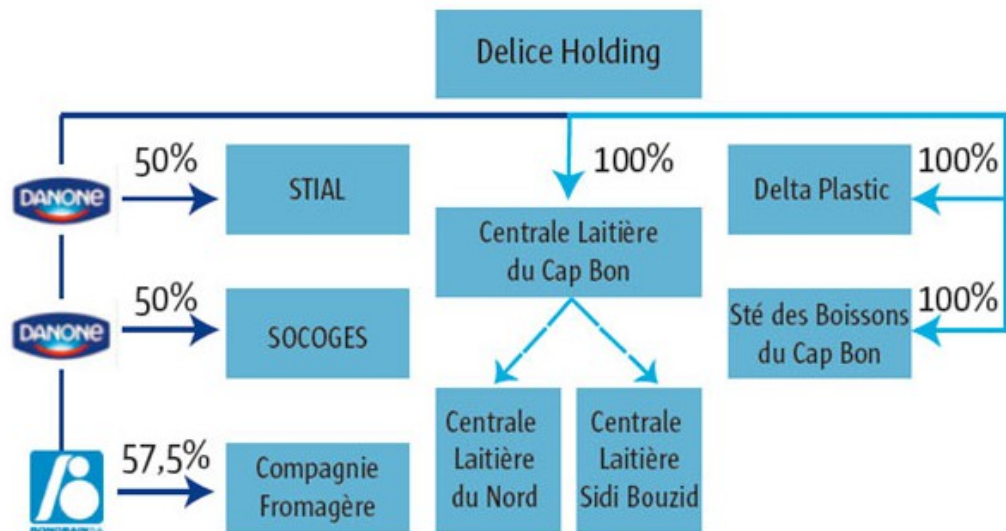 Delice Holding
50%
100%
100%
DANONE
STIAL
Delta Plastic
Centrale Laitière
du Cap Bon
50%
100%
DANONE
SOCOGES
Sté des Boissons
du Cap Bon
57,5%
Compagnie
Fromagère
Centrale
Laitière
du Nord
Centrale
Laitière
Sidi Bouzid